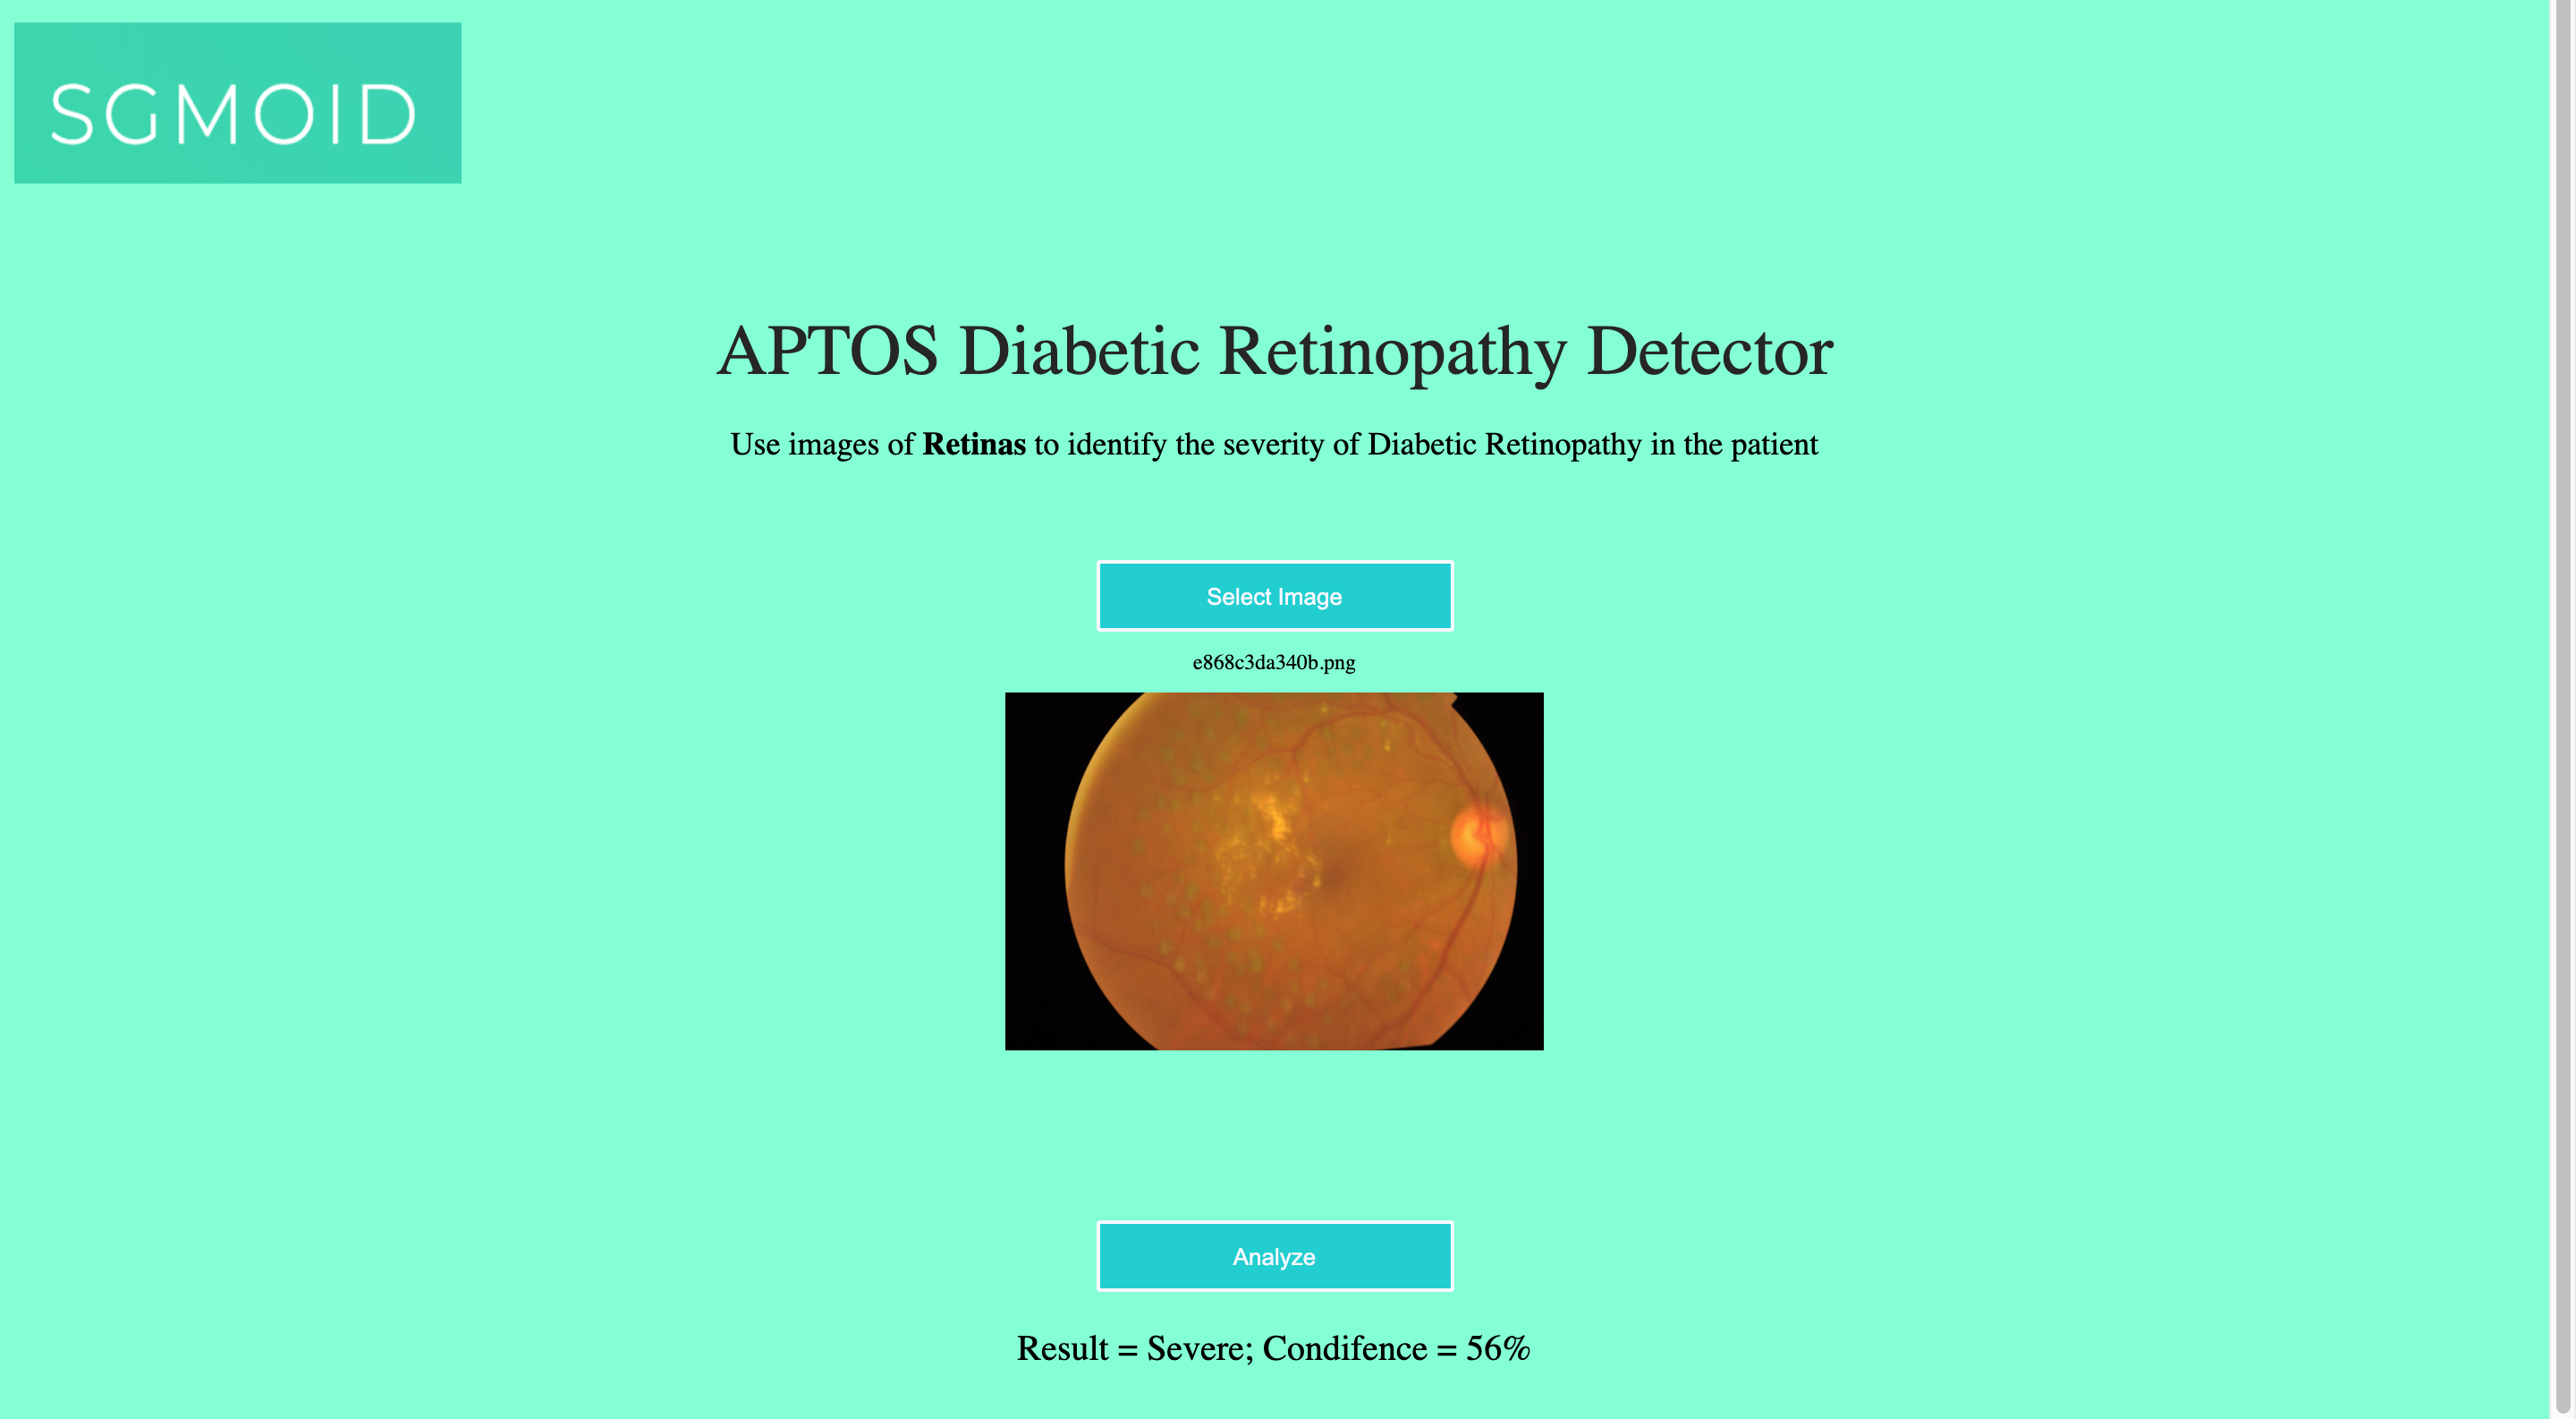 SGMOID
APTOS Diabetic Retinopathy Detector
Use images of Retinas to identify the severity of Diabetic Retinopathy in the patient
Select Image
e868c3da340b.png
Analyze
Result = Severe; Condifence = 56%